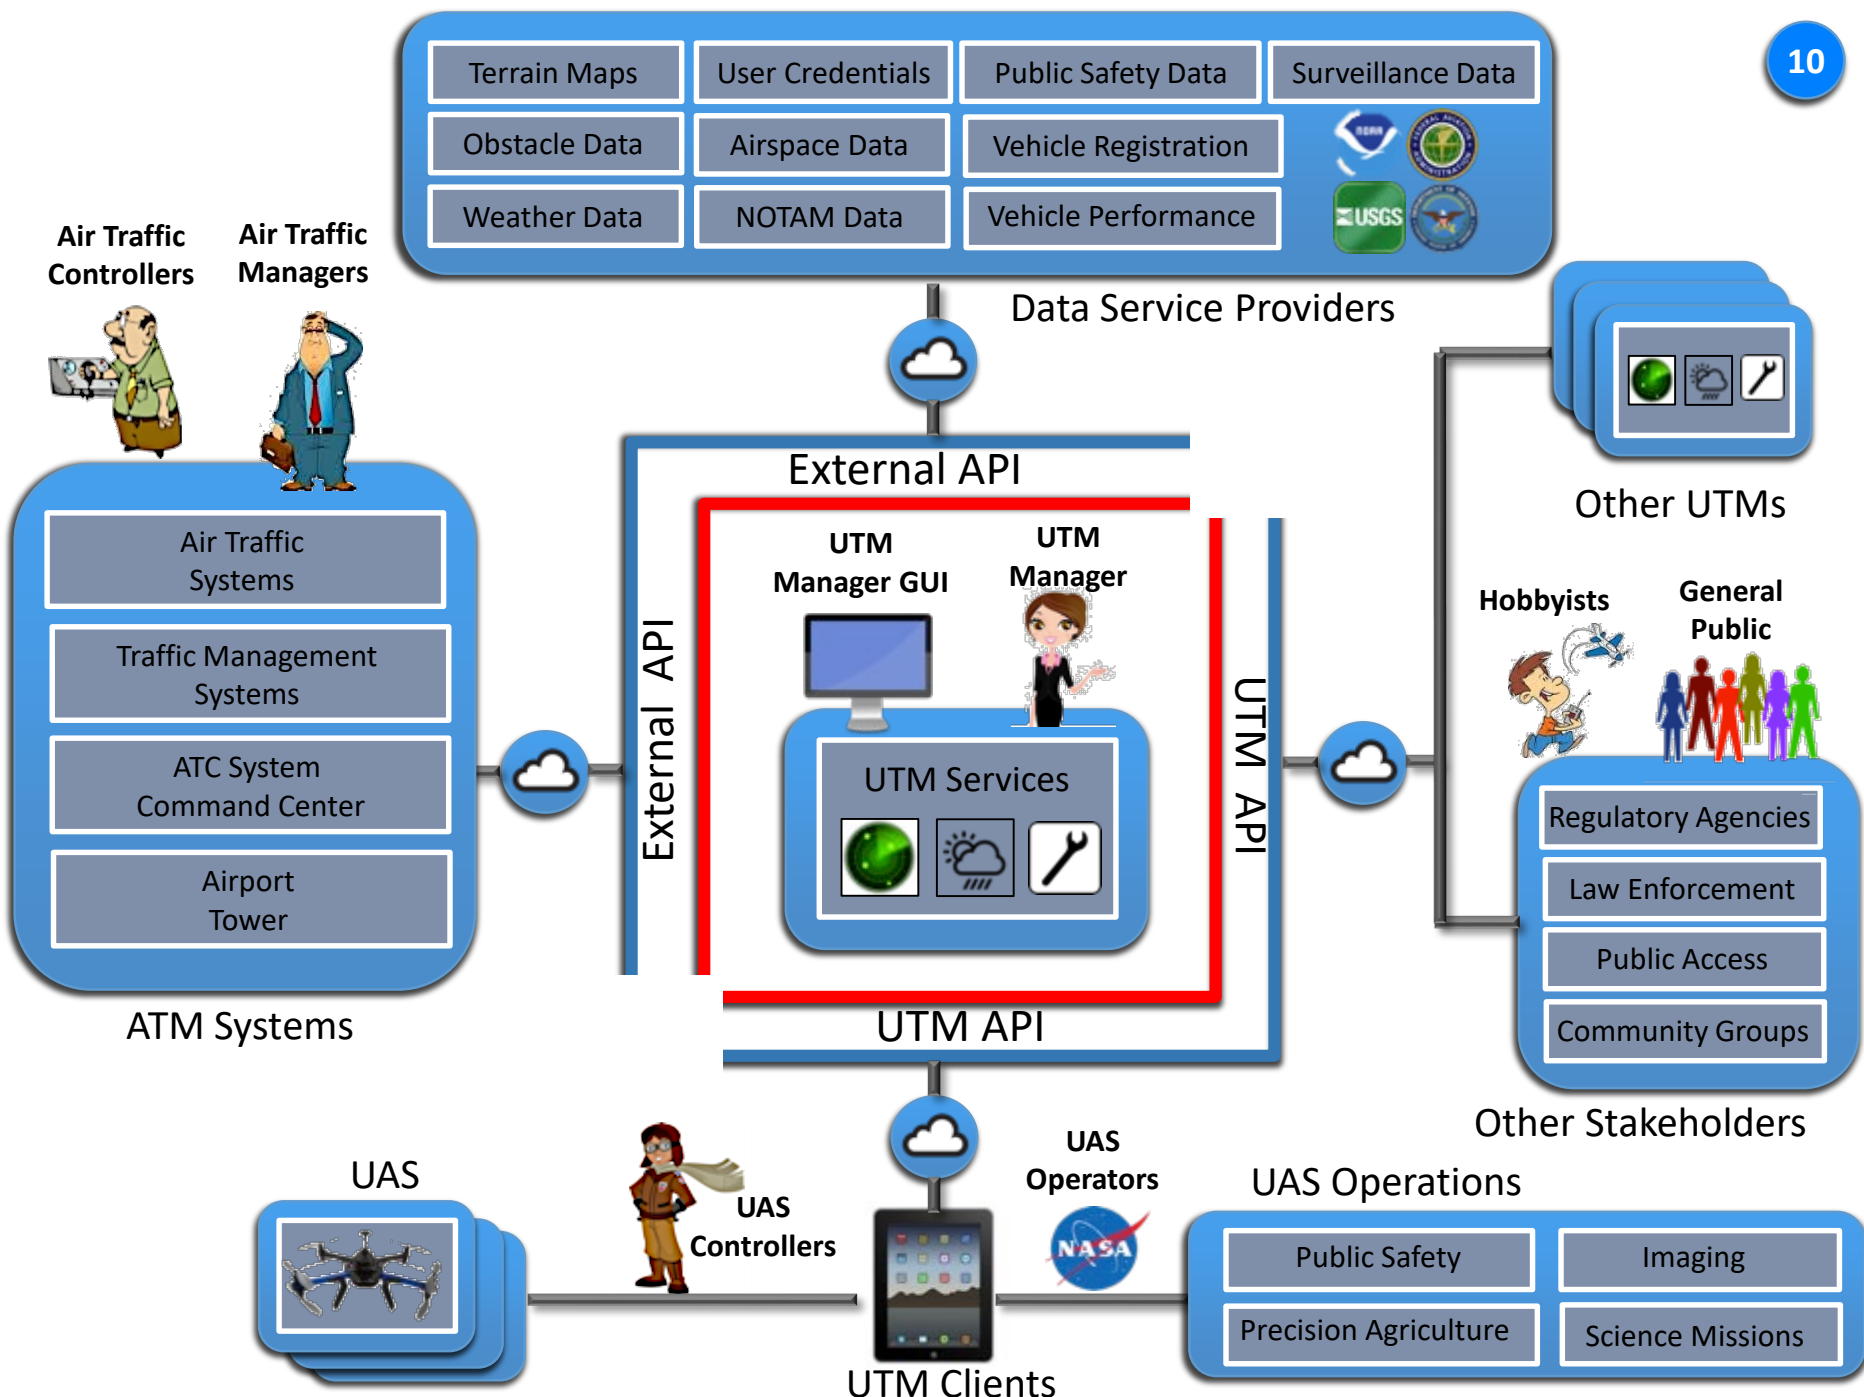 10
Terrain Maps
User Credentials
Public Safety Data
Surveillance Data
Obstacle Data
Airspace Data
Vehicle Registration
NOAA
Weather Data
NOTAM Data
Vehicle Performance
USGS
Data Service Providers
Air Traffic
Controllers
Air Traffic
Managers
Air Traffic
Systems
Traffic Management
Systems
ATC System
Command Center
Airport
Tower
ATM Systems
External API
External API
UTM
Manager GUI
UTM
Manager
UTM Services
UTM API
UTM API
Other UTMs
Hobbyists
General
Public
Regulatory Agencies
Law Enforcement
Public Access
Community Groups
Other Stakeholders
UAS
UAS
Controllers
UAS
Operators
NASA
UTM Clients
UAS Operations
Public Safety
Imaging
Precision Agriculture
Science Missions